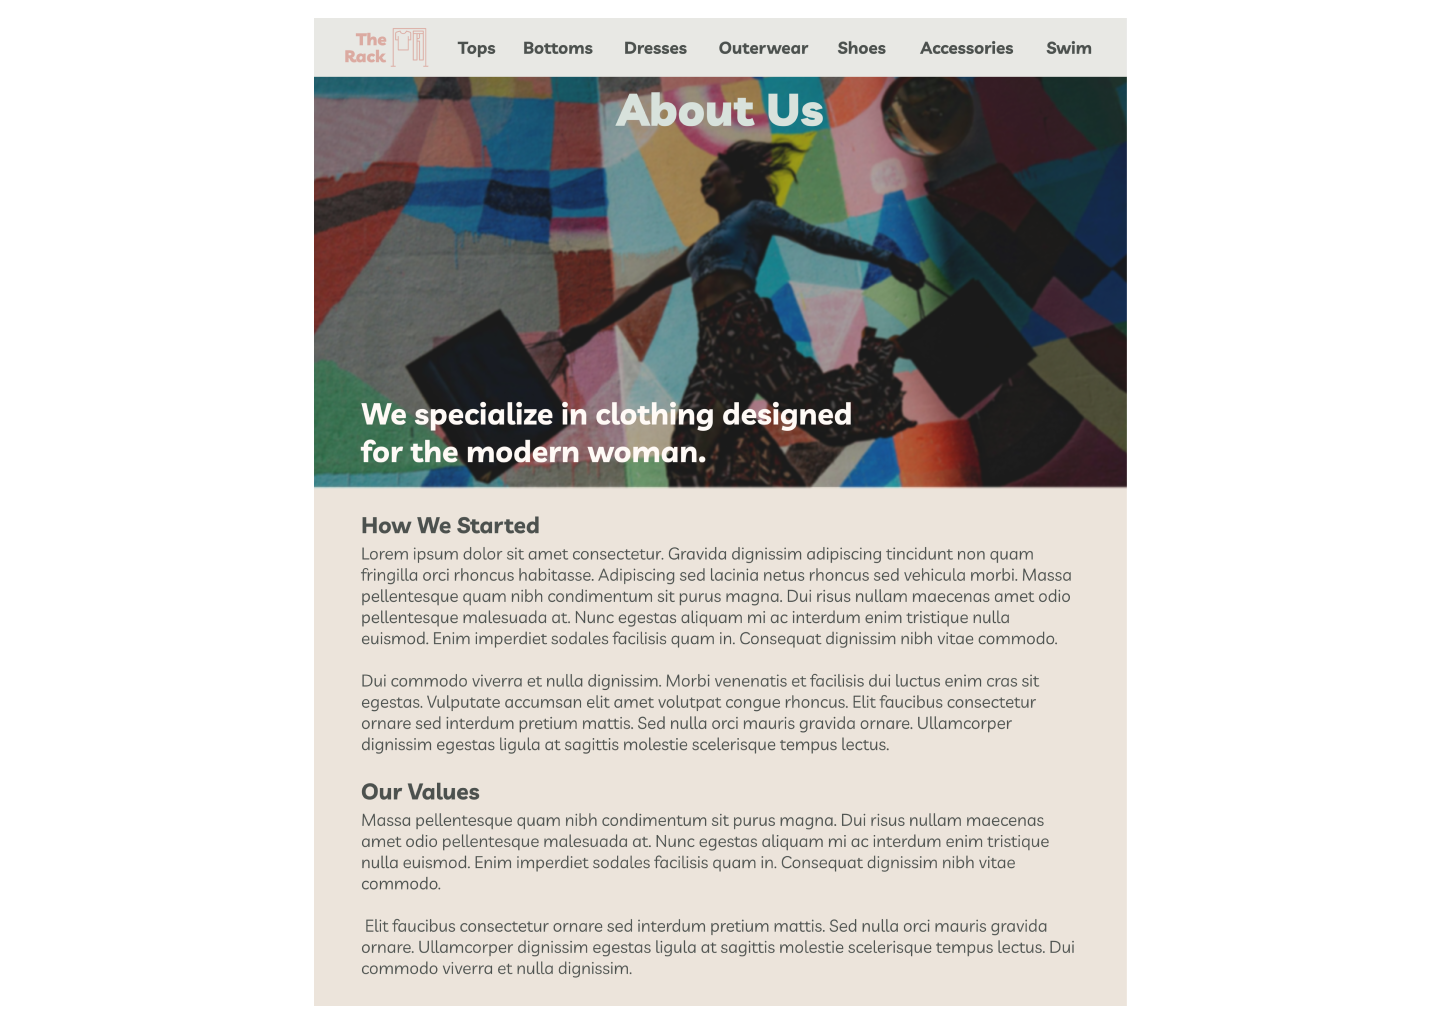 The
Rack
Tops Bottoms Dresses Outerwear Shoes Accessories Swim
About Us
We specialize in clothing designed
for the modern woman.
How We Started
Lorem ipsum dolor sit amet consectetur. Gravida dignissim adipiscing tincidunt non quam
fringilla orci rhoncus habitasse. Adipiscing sed lacinia netus rhoncus sed vehicula morbi. Massa
pellentesque quam nibh condimentum sit purus magna. Dui risus nullam maecenas amet odio
pellentesque malesuada at. Nunc egestas aliquam mi ac interdum enim tristique nulla
euismod. Enim imperdiet sodales facilisis quam in. Consequat dignissim nibh vitae commodo.
Dui commodo viverra et nulla dignissim. Morbi venenatis et facilisis dui luctus enim cras sit
egestas. Vulputate accumsan elit amet volutpat congue rhoncus. Elit faucibus consectetur
ornare sed interdum pretium mattis. Sed nulla orci mauris gravida ornare. Ullamcorper
dignissim egestas ligula at sagittis molestie scelerisque tempus lectus.
Our Values
Massa pellentesque quam nibh condimentum sit purus magna. Dui risus nullam maecenas
amet odio pellentesque malesuada at. Nunc egestas aliquam mi ac interdum enim tristique
nulla euismod. Enim imperdiet sodales facilisis quam in. Consequat dignissim nibh vitae
commodo.
Elit faucibus consectetur ornare sed interdum pretium mattis. Sed nulla orci mauris gravida
ornare. Ullamcorper dignissim egestas ligula at sagittis molestie scelerisque tempus lectus. Dui
commodo viverra et nulla dignissim.